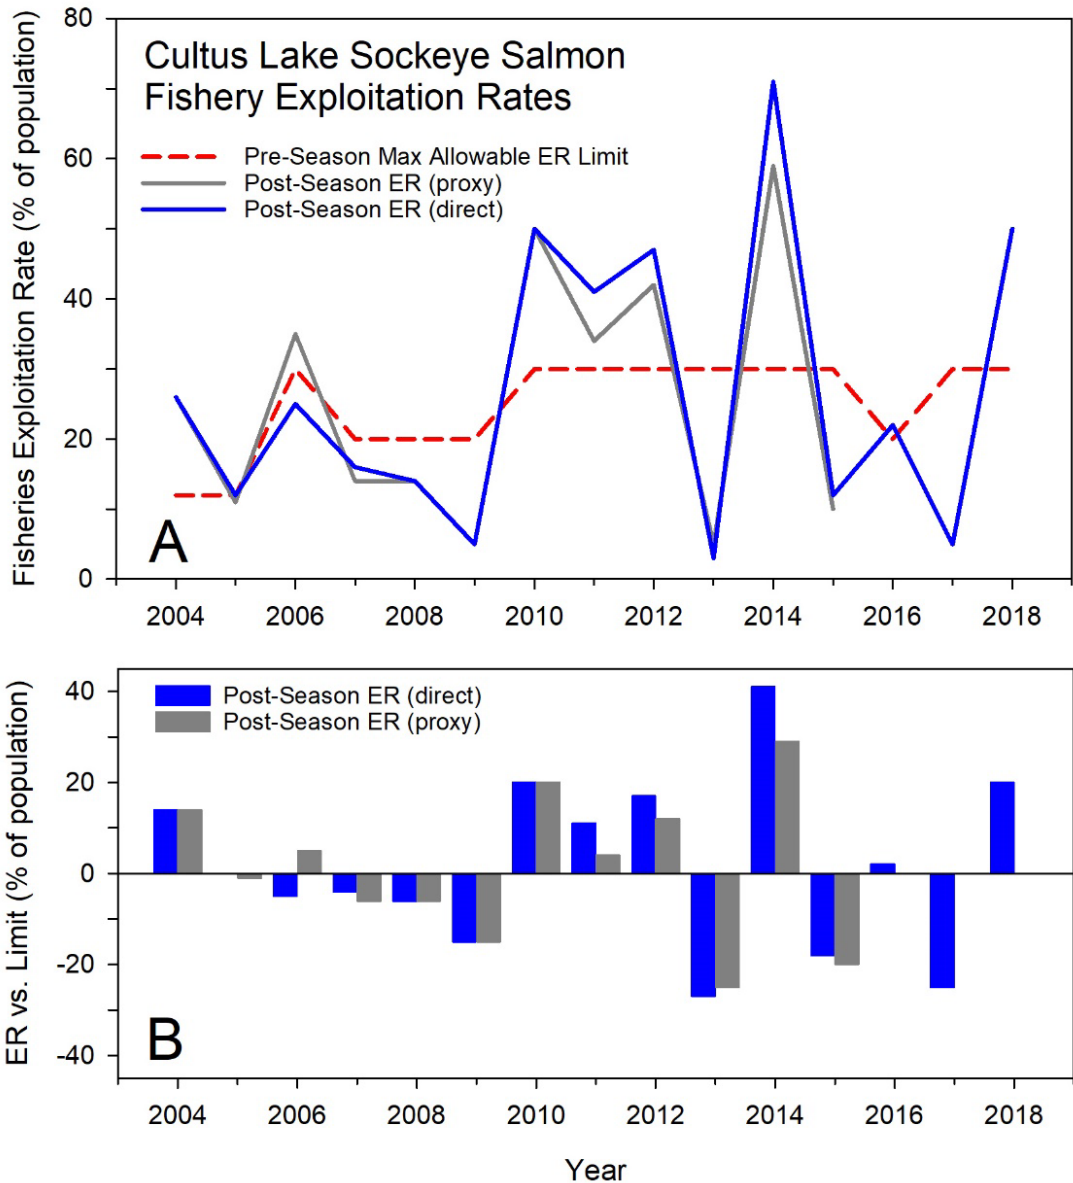 Cultus Lake Sockeye Salmon
Fishery Exploitation Rates
Pre-Season Max Allowable ER Limit
Post-Season ER (proxy)
Post-Season ER (direct)
Fisheries Exploitation Rate (% of population)
80
60
40
20
0
A
2004 2006 2008 2010 2012 2014 2016 2018
Post-Season ER (direct)
Post-Season ER (proxy)
ER vs. Limit (% of population)
40
20
0
-20
-40
B
2004 2006 2008 2010 2012 2014 2016 2018
Year